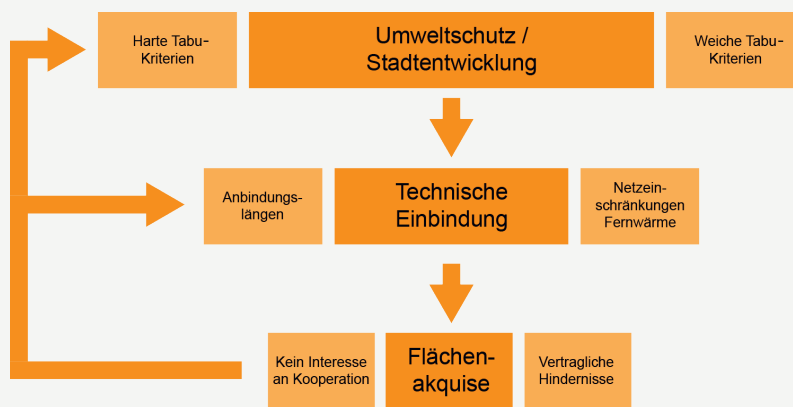 Harte Tabu-
Kriterien
Umweltschutz /
Stadtentwicklung
Weiche Tabu-
Kriterien
Anbindungs-
längen
Technische
Einbindung
Netzein-
schränkungen
Fernwärme
Kein Interesse
an Kooperation
Flächen-
akquise
Vertragliche
Hindernisse